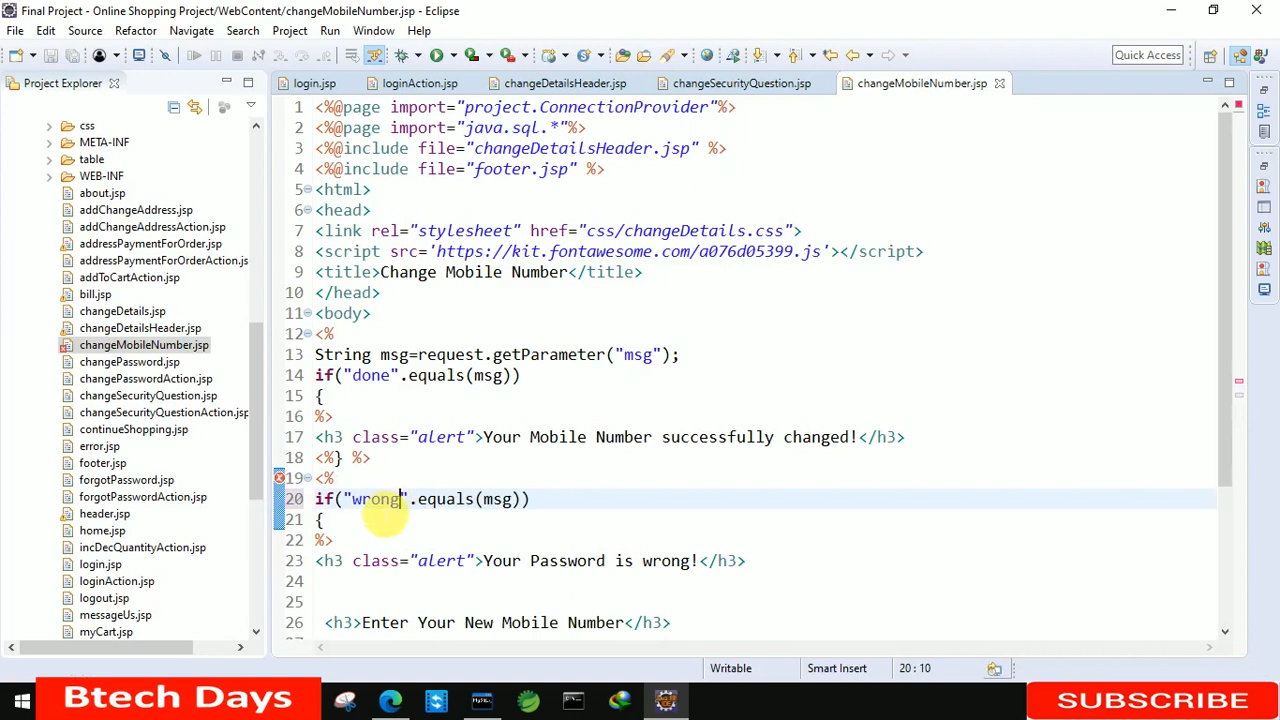 Final Project - Online Shopping Project/WebContent/changeMobileNumber.jsp - Eclipse
File Edit Source Refactor Navigate Search Project Run Window Help
Quick Access
Project Explorer
login.jsp loginAction.jsp changeDetailsHeader.jsp changeSecurityQuestion.jsp changeMobileNumber.jsp
css
META-INF
table
WEB-INF
about.jsp
addChangeAddress.jsp
addChangeAddressAction.jsp
addressPaymentForOrder.jsp
addressPaymentForOrderAction.js
addToCartAction.jsp
bill.jsp
changeDetails.jsp
changeDetailsHeader.jsp
changeMobileNumber.jsp
changePassword.jsp
changePasswordAction.jsp
changeSecurityQuestion.jsp
changeSecurityQuestionAction.jsp
continueShopping.jsp
error.jsp
footer.jsp
forgotPassword.jsp
forgotPasswordAction.jsp
header.jsp
home.jsp
incDecQuantityAction.jsp
login.jsp
loginAction.jsp
logout.jsp
messageUs.jsp
myCart.jsp
1 <%@page import="project.ConnectionProvider"%>
2 <%@page import="java.sql.*"%>
3 <%@include file="changeDetailsHeader.jsp" %>
4 <%@include file="footer.jsp" %>
5 <html>
6 <head>
7 <link rel="stylesheet" href="css/changeDetails.css">
8 <script src='https://kit.fontawesome.com/a076d05399.js'></script>
9 <title>Change Mobile Number</title>
10 </head>
11 <body>
12 <%
13 String msg=request.getParameter("msg");
14 if("done".equals(msg))
15 {
16 %>
17 <h3 class="alert">Your Mobile Number successfully changed!</h3>
18 <%} %>
19 <%
20 if("wrong".equals(msg))
21 {
22 %>
23 <h3 class="alert">Your Password is wrong!</h3>
24
25
26 <h3>Enter Your New Mobile Number</h3>
Writable Smart Insert 20 : 10
Btech Days
SUBSCRIBE